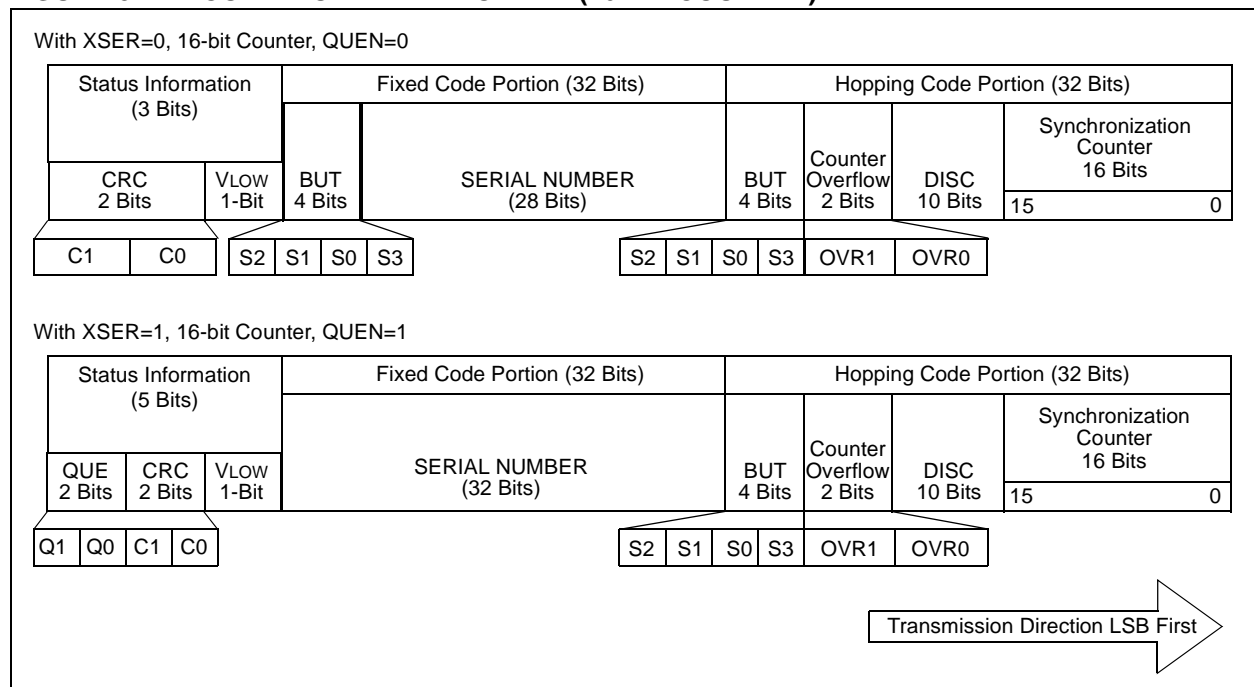 With XSER=0, 16-bit Counter, QUEN=0
Status Information
(3 Bits)
Fixed Code Portion (32 Bits)
Hopping Code Portion (32 Bits)
CRC
2 Bits
VLOW
1-Bit
BUT
4 Bits
SERIAL NUMBER
(28 Bits)
BUT
4 Bits
Counter
Overflow
2 Bits
DISC
10 Bits
Synchronization
Counter
16 Bits
15 0
C1 C0 S2 S1 S0 S3 S2 S1 S0 S3 OVR1 OVR0
With XSER=1, 16-bit Counter, QUEN=1
Status Information
(5 Bits)
Fixed Code Portion (32 Bits)
Hopping Code Portion (32 Bits)
QUE
2 Bits
CRC
2 Bits
VLOW
1-Bit
SERIAL NUMBER
(32 Bits)
BUT
4 Bits
Counter
Overflow
2 Bits
DISC
10 Bits
Synchronization
Counter
16 Bits
15 0
Q1 Q0 C1 C0 S2 S1 S0 S3 OVR1 OVR0
Transmission Direction LSB First